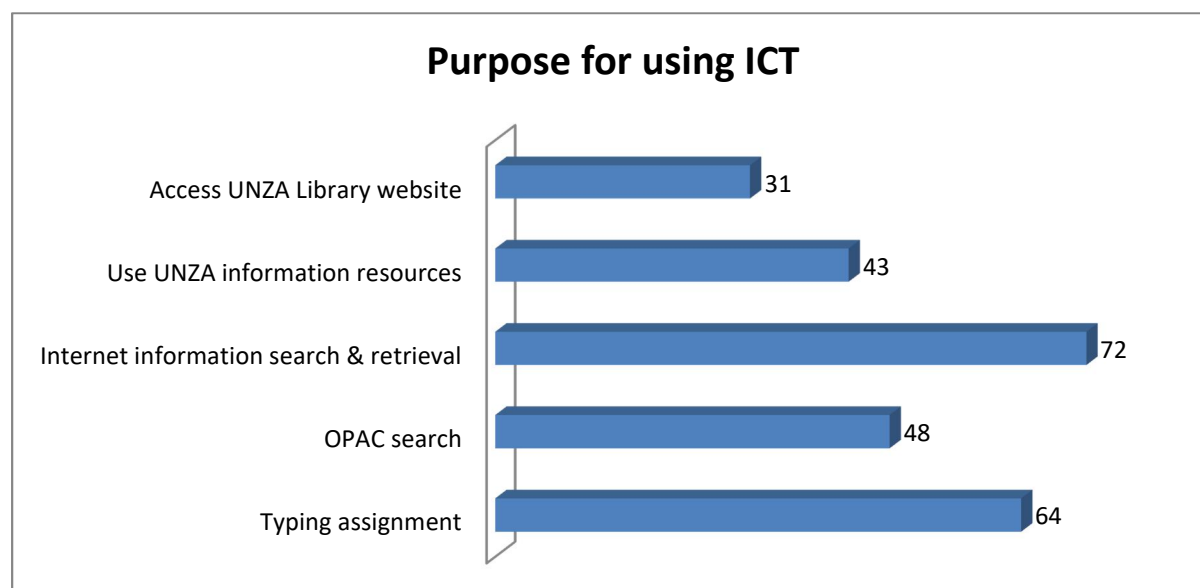 Purpose for using ICT
Access UNZA Library website 31
Use UNZA information resources 43
Internet information search & retrieval 72
OPAC search 48
Typing assignment 64